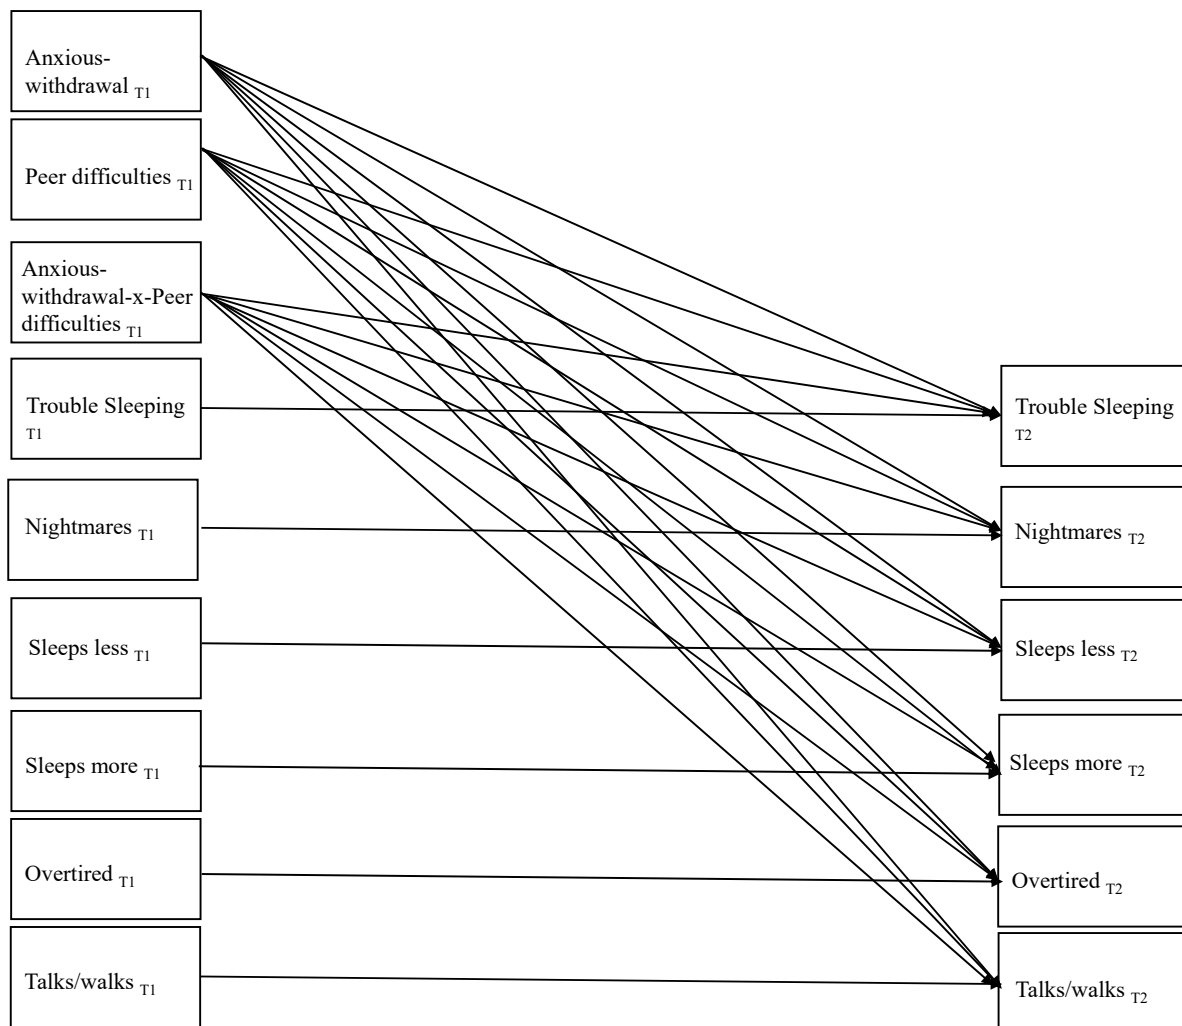 Anxious-
withdrawal T1
Peer difficulties T1
Anxious-
withdrawal-x-Peer
difficulties T1
Trouble Sleeping
T1
Nightmares T1
Sleeps less T1
Sleeps more T1
Overtired T1
Talks/walks T1
Trouble Sleeping
T2
Nightmares T2
Sleeps less T2
Sleeps more T2
Overtired T2
Talks/walks T2